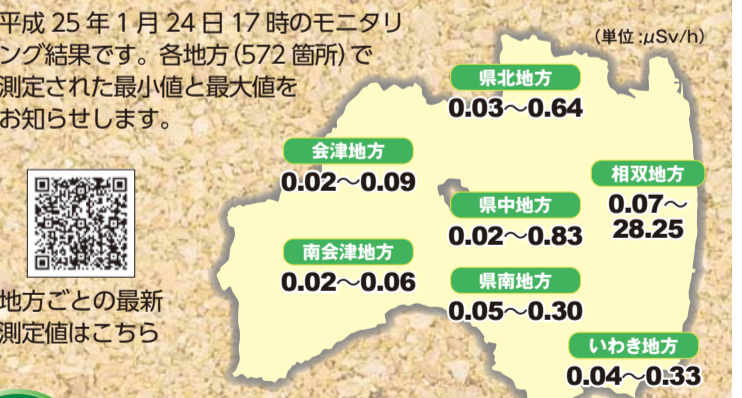 平成 25 年 1 月 24 日 17 時のモニタリ
ング結果です。各地方(572 箇所)で
測定された最小値と最大値を
お知らせします。
(単位:μSv/h)
県北地方
0.03〜0.64
会津地方
0.02〜0.09
相双地方
0.07〜
28.25
県中地方
0.02〜0.83
南会津地方
0.02〜0.06
県南地方
0.05〜0.30
いわき地方
0.04〜0.33
地方ごとの最新
測定値はこちら